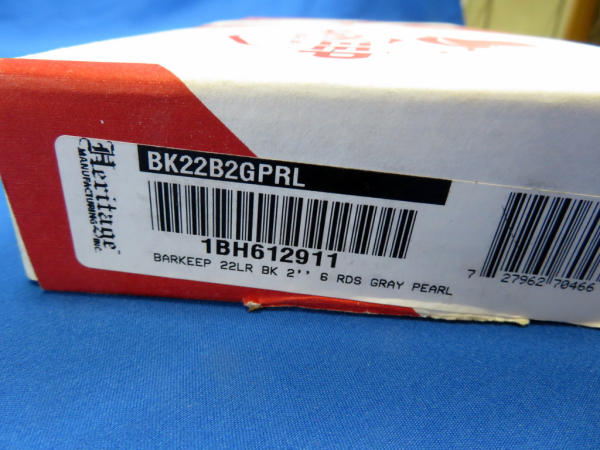 Heritage
MANUFACTURING INC.
BK22B2GPRL
1BH612911
BARKEEP 22LR BK 2'' 6 RDS GRAY PEARL
7 27962 70466